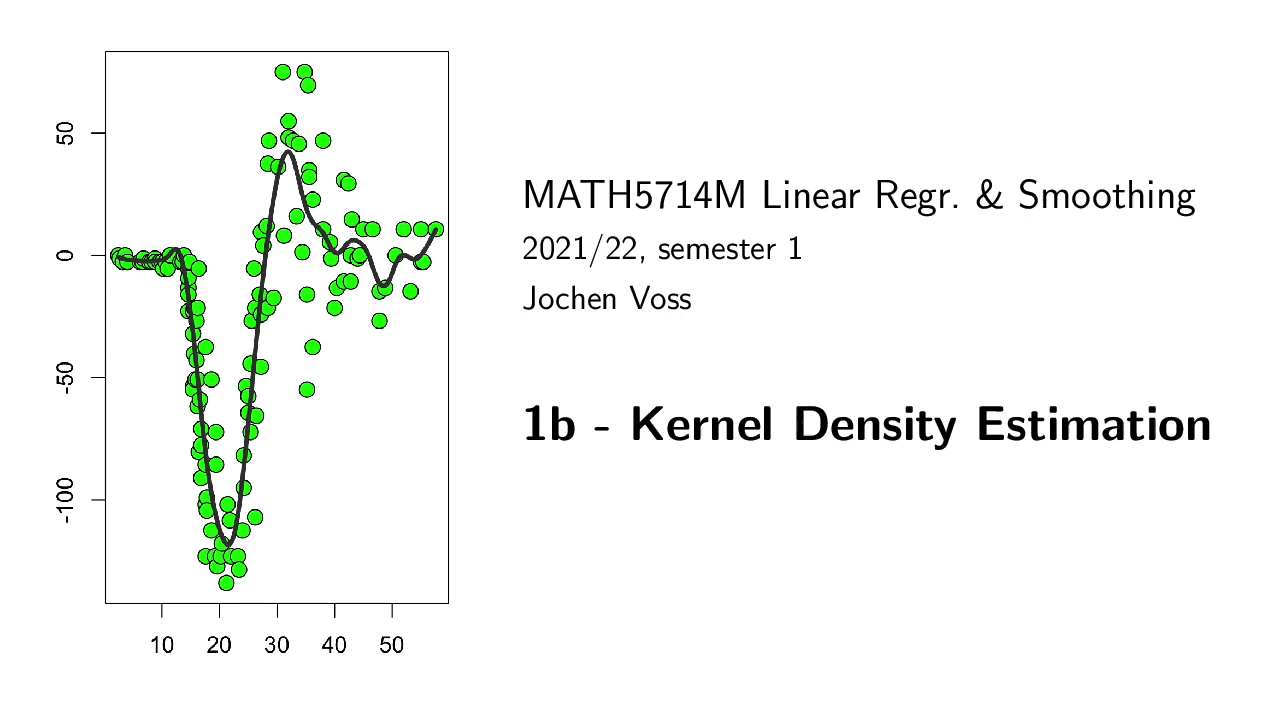 50
0
-50
-100
10 20 30 40 50
MATH5714M Linear Regr. & Smoothing
2021/22, semester 1
Jochen Voss
1b - Kernel Density Estimation